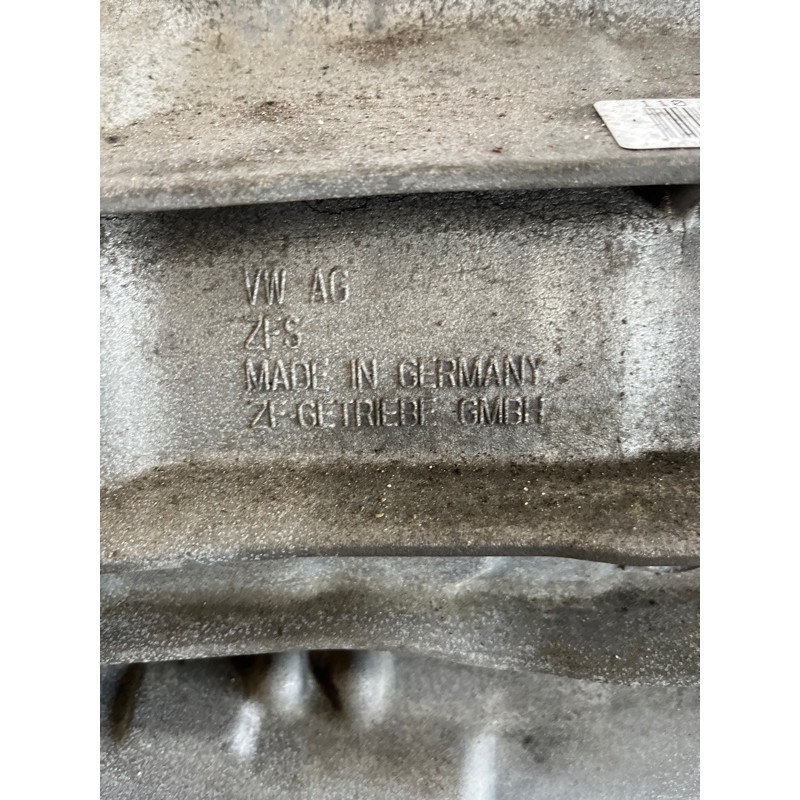 VW AG
ZFS
MADE IN GERMANY
ZF-GETRIEBE GMBH